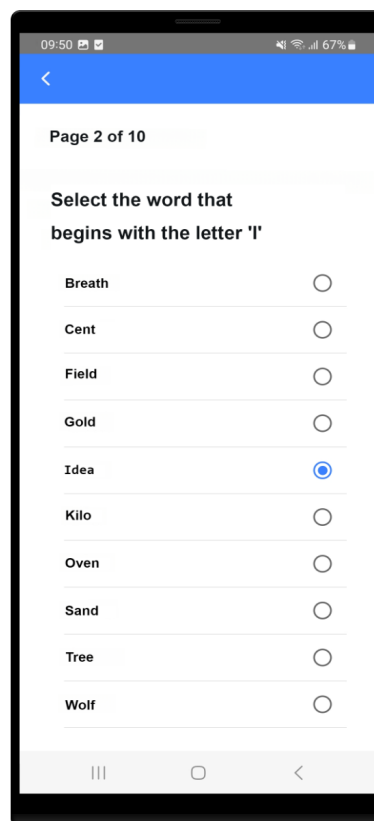 09:50 67%
Page 2 of 10
Select the word that
begins with the letter 'I'
Breath
Cent
Field
Gold
Idea
Kilo
Oven
Sand
Tree
Wolf